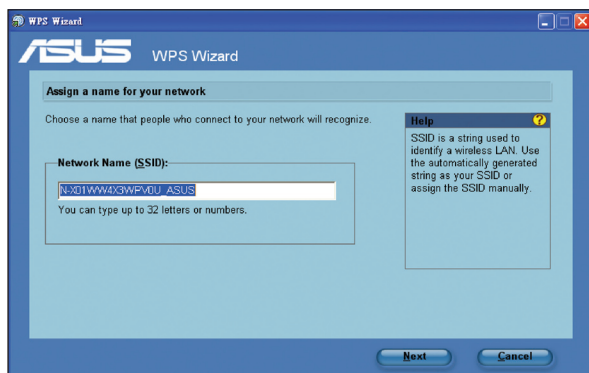 WPS Wizard
ASUS WPS Wizard
Assign a name for your network
Choose a name that people who connect to your network will recognize.
Network Name (SSID):
N-X01WW4X3WPV0U_ASUS
You can type up to 32 letters or numbers.
Help
SSID is a string used to
identify a wireless LAN. Use
the automatically generated
string as your SSID or
assign the SSID manually.
Next
Cancel